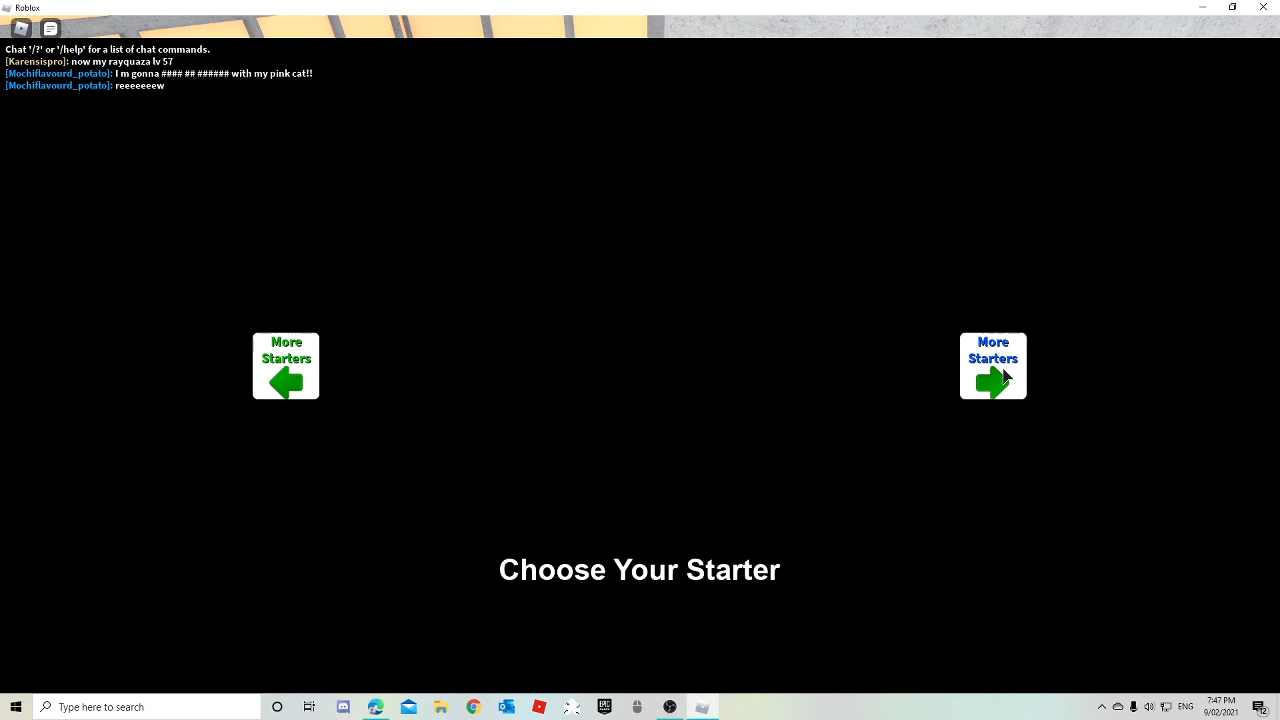 Roblox
Chat '/?' or '/help' for a list of chat commands.
[Karensispro]: now my rayquaza lv 57
[Mochiflavourd_potato]: I m gonna #### ## ###### with my pink cat!!
[Mochiflavourd_potato]: reeeeeeew
More
Starters
More
Starters
Choose Your Starter
Type here to search
EPIC
ENG
7:47 PM
9/02/2021
12